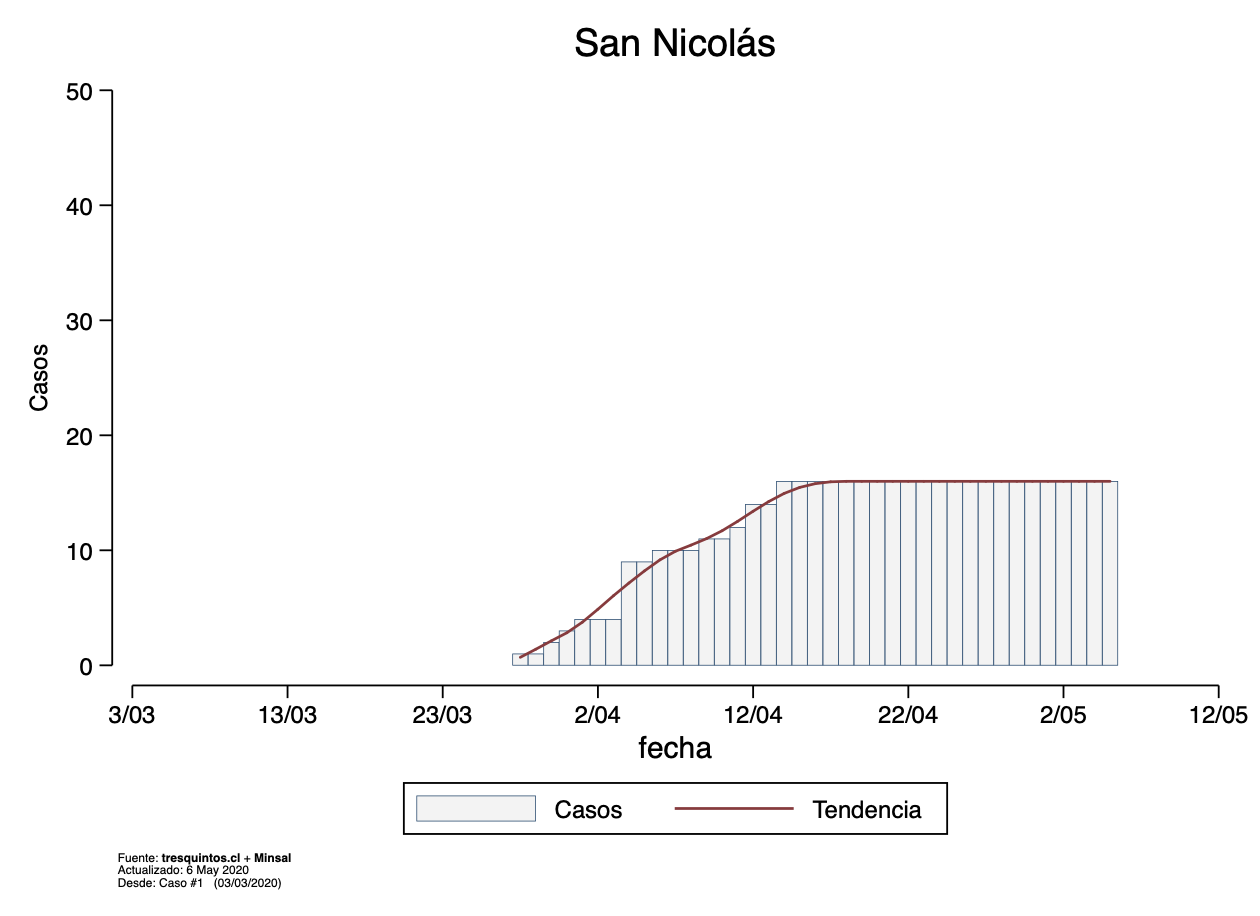 San Nicolás
50
40
30
20
10
0
Casos
3/03 13/03 23/03 2/04 12/04 22/04 2/05 12/05
fecha
Casos Tendencia
Fuente: tresquintos.cl + Minsal
Actualizado: 6 May 2020
Desde: Caso #1 (03/03/2020)